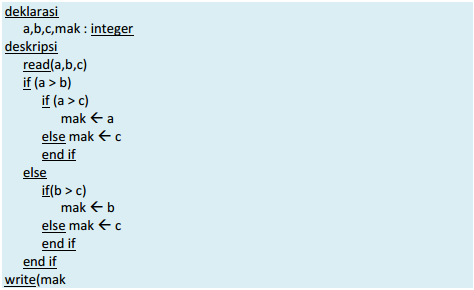 deklarasi
a,b,c,mak : integer
deskripsi
read(a,b,c)
if (a > b)
if (a > c)
mak ← a
else mak ← c
end if
else
if(b > c)
mak ← b
else mak ← c
end if
end if
write(mak